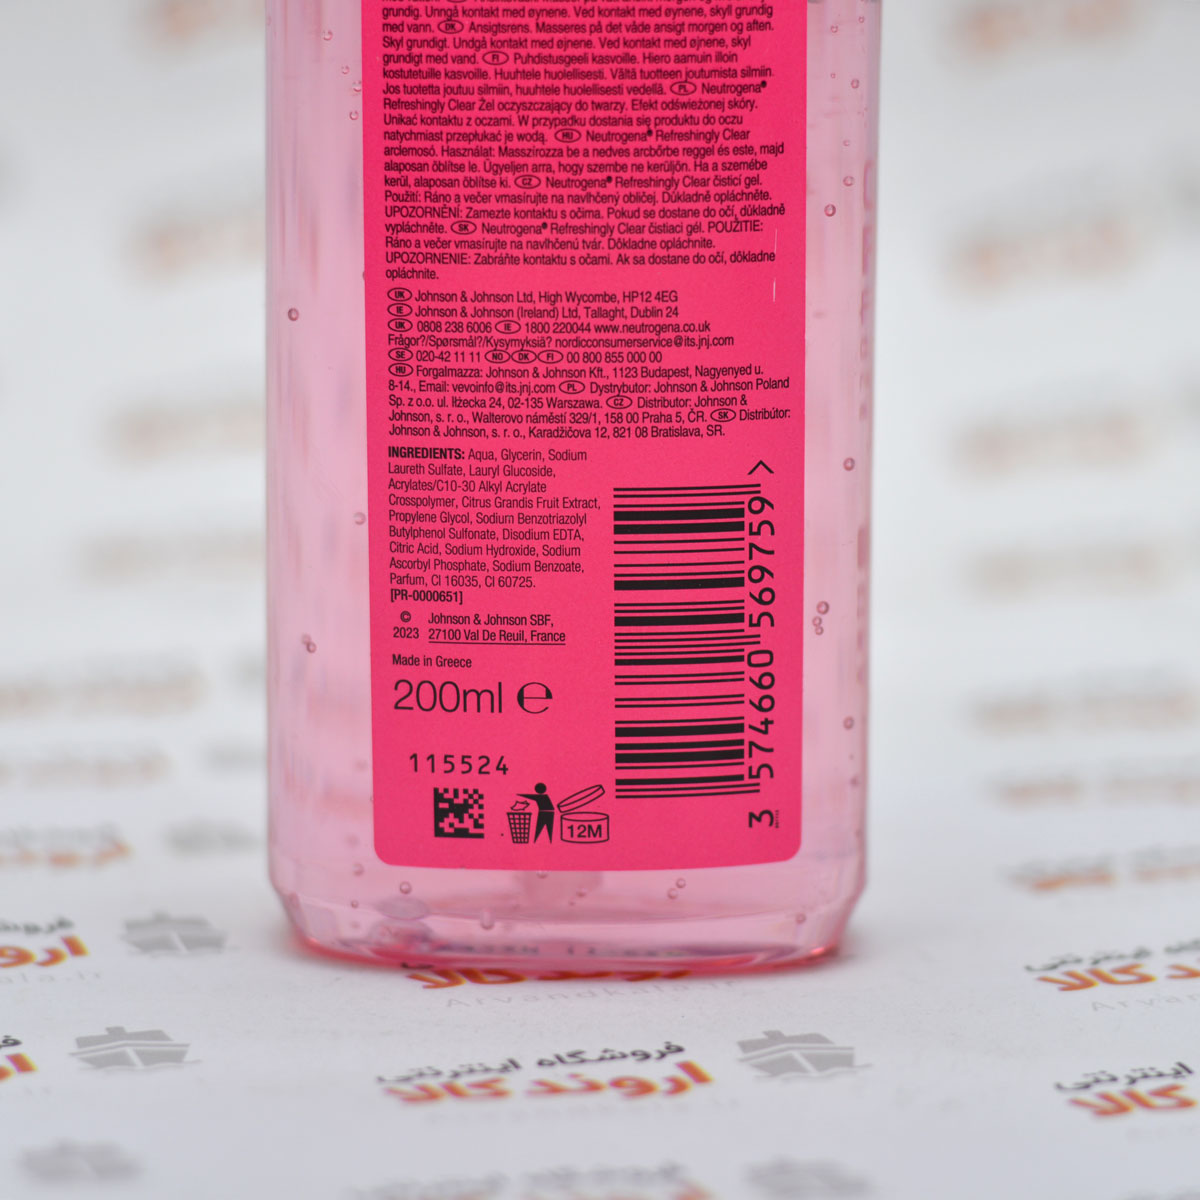 grundig. Unngå kontakt med øynene. Ved kontakt med øynene, skyll grundig
med vann. DK Ansigtsrens. Masseres på det våde ansigt morgen og aften.
Skyl grundigt. Undgå kontakt med øjnene. Ved kontakt med øjnene, skyl
grundigt med vand. FI Puhdistusgeeli kasvoille. Hiero aamuin illoin
kostutetuille kasvoille. Huuhtele huolellisesti. Vältä tuotteen joutumista silmiin.
Jos tuotetta joutuu silmiin, huuhtele huolellisesti vedellä. PL Neutrogena®
Refreshingly Clear Żel oczyszczający do twarzy. Efekt odświeżonej skóry.
Unikać kontaktu z oczami. W przypadku dostania się produktu do oczu
natychmiast przepłukać je wodą. HU Neutrogena® Refreshingly Clear
arclemosó. Használat: Masszírozza be a nedves arcbőrbe reggel és este, majd
alaposan öblítse le. Ügyeljen arra, hogy szembe ne kerüljön. Ha a szemébe
kerül, alaposan öblítse ki. CZ Neutrogena® Refreshingly Clear čisticí gel.
Použití: Ráno a večer vmasírujte na navlhčený obličej. Důkladně opláchněte.
UPOZORNĚNÍ: Zamezte kontaktu s očima. Pokud se dostane do očí, důkladně
vypláchněte. SK Neutrogena® Refreshingly Clear čistiaci gél. POUŽITIE:
Ráno a večer vmasírujte na navlhčenú tvár. Dôkladne opláchnite.
UPOZORNENIE: Zabráňte kontaktu s očami. Ak sa dostane do očí, dôkladne
opláchnite.
UK Johnson & Johnson Ltd, High Wycombe, HP12 4EG
IE Johnson & Johnson (Ireland) Ltd, Tallaght, Dublin 24
UK 0808 238 6006 IE 1800 220044 www.neutrogena.co.uk
Frågor?/Spørsmål?/Kysymyksiä? nordicconsumerservice@its.jnj.com
SE 020-42 11 11 NO DK FI 00 800 855 000 00
HU Forgalmazza: Johnson & Johnson Kft., 1123 Budapest, Nagyenyed u.
8-14., Email: vevoinfo@its.jnj.com PL Dystrybutor: Johnson & Johnson Poland
Sp. z o.o. ul. Iłżecka 24, 02-135 Warszawa. CZ Distributor: Johnson &
Johnson, s. r. o., Walterovo náměstí 329/1, 158 00 Praha 5, ČR. SK Distribútor:
Johnson & Johnson, s. r. o., Karadžičova 12, 821 08 Bratislava, SR.
INGREDIENTS: Aqua, Glycerin, Sodium
Laureth Sulfate, Lauryl Glucoside,
Acrylates/C10-30 Alkyl Acrylate
Crosspolymer, Citrus Grandis Fruit Extract,
Propylene Glycol, Sodium Benzotriazolyl
Butylphenol Sulfonate, Disodium EDTA,
Citric Acid, Sodium Hydroxide, Sodium
Ascorbyl Phosphate, Sodium Benzoate,
Parfum, CI 16035, CI 60725.
[PR-0000651]
© Johnson & Johnson SBF,
2023 27100 Val De Reuil, France
Made in Greece
200ml e
115524
12M
3 574660 569759 >
فروشگاه اینترنتی
اروند کالا
Arvandkala.ir
فروشگاه اینترنتی
اروند کالا